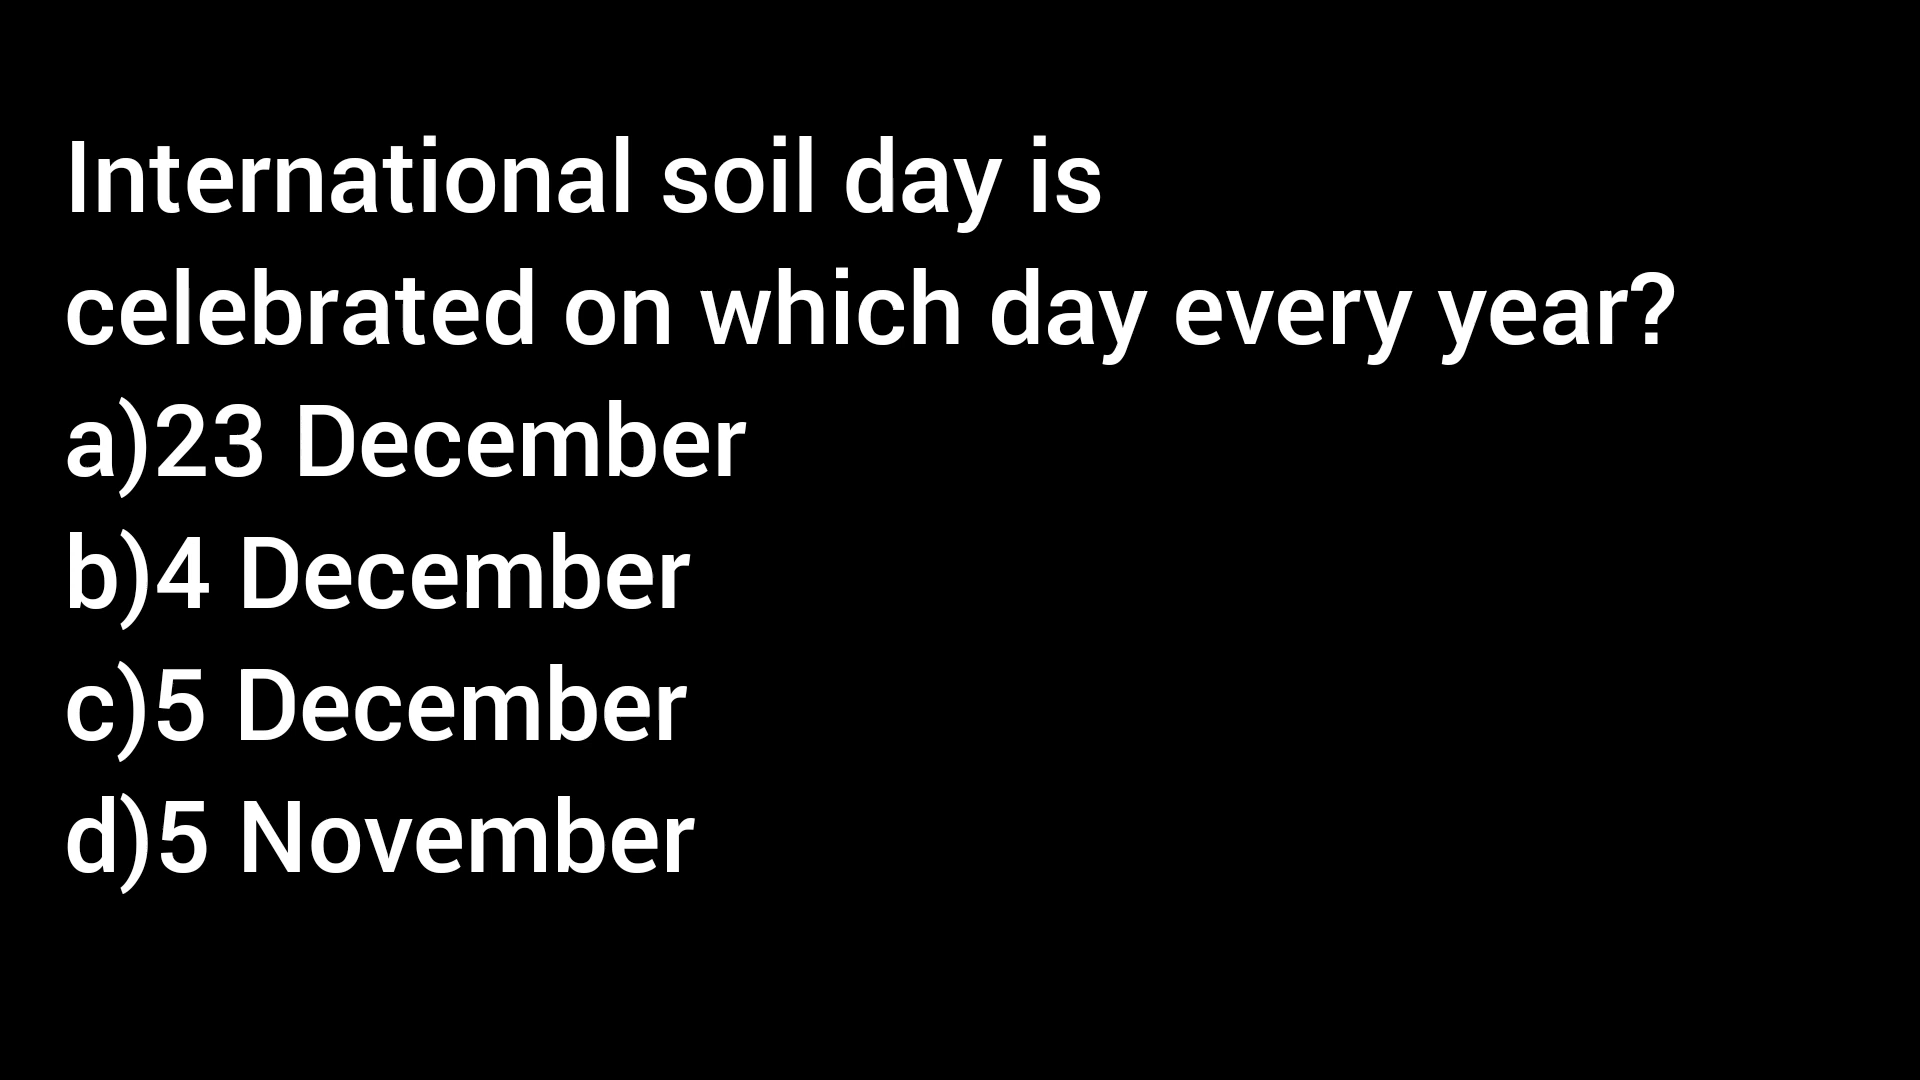 International soil day is
celebrated on which day every year?
a)23 December
b)4 December
c)5 December
d)5 November